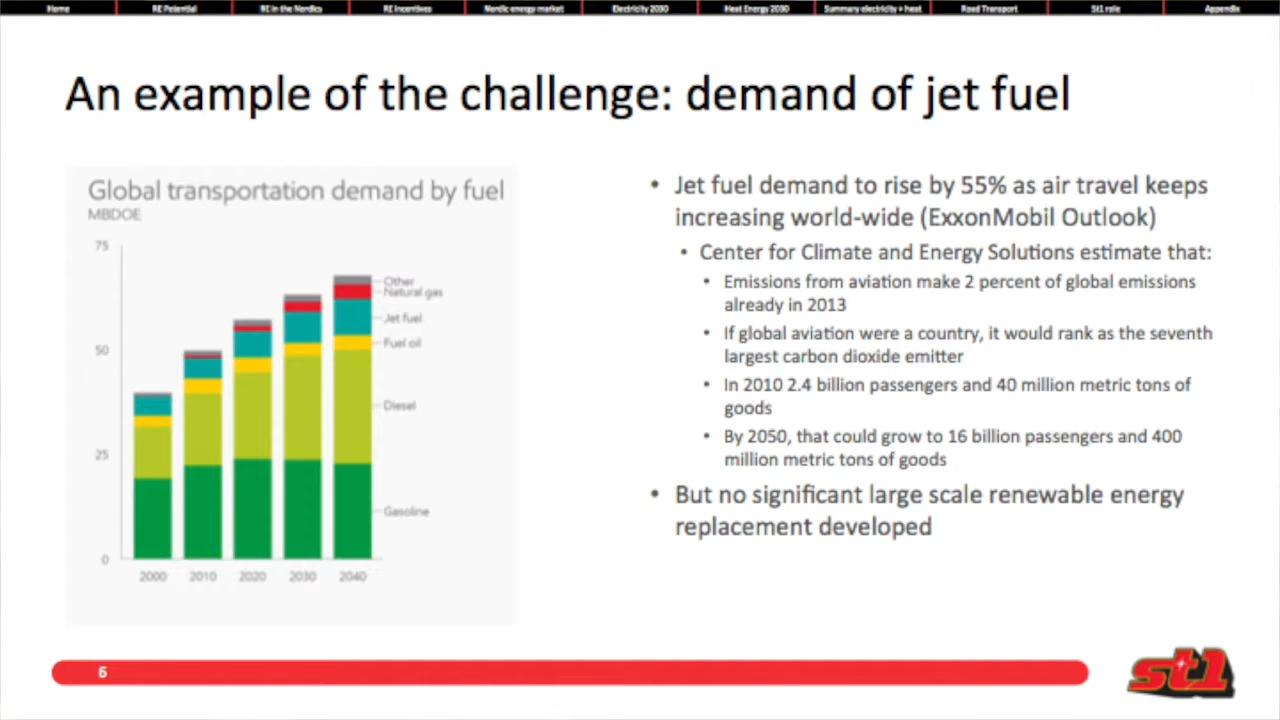 Home RE Potential RE in the Nordics RE Incentives Nordic energy market Electricity 2030 Heat Energy 2030 Summary electricity + heat Road Transport St1 role Appendix
An example of the challenge: demand of jet fuel
Global transportation demand by fuel
MBDOE
75
50
25
0
2000 2010 2020 2030 2040
Other
Natural gas
Jet fuel
Fuel oil
Diesel
Gasoline
• Jet fuel demand to rise by 55% as air travel keeps
increasing world-wide (ExxonMobil Outlook)
• Center for Climate and Energy Solutions estimate that:
• Emissions from aviation make 2 percent of global emissions
already in 2013
• If global aviation were a country, it would rank as the seventh
largest carbon dioxide emitter
• In 2010 2.4 billion passengers and 40 million metric tons of
goods
• By 2050, that could grow to 16 billion passengers and 400
million metric tons of goods
• But no significant large scale renewable energy
replacement developed
6
st1